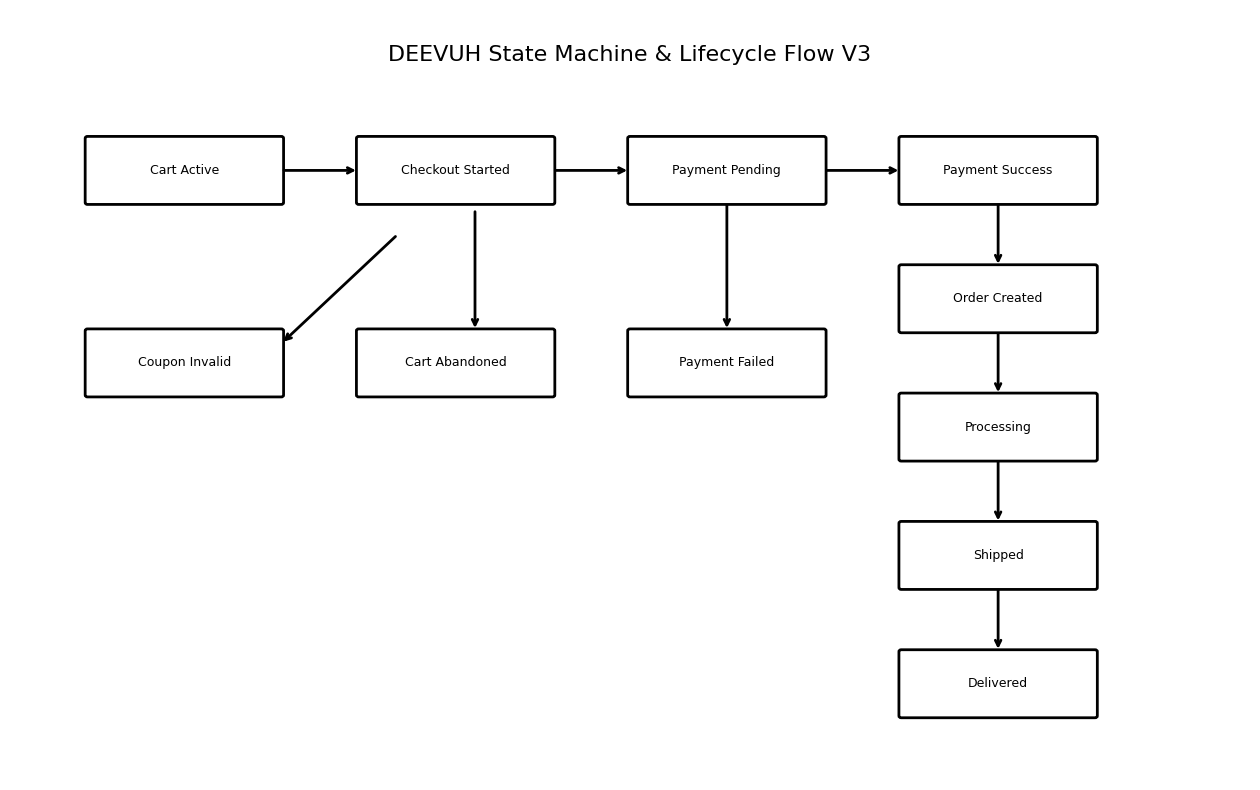 DEEVUH State Machine & Lifecycle Flow V3
Cart Active
Checkout Started
Payment Pending
Payment Success
Order Created
Coupon Invalid
Cart Abandoned
Payment Failed
Processing
Shipped
Delivered